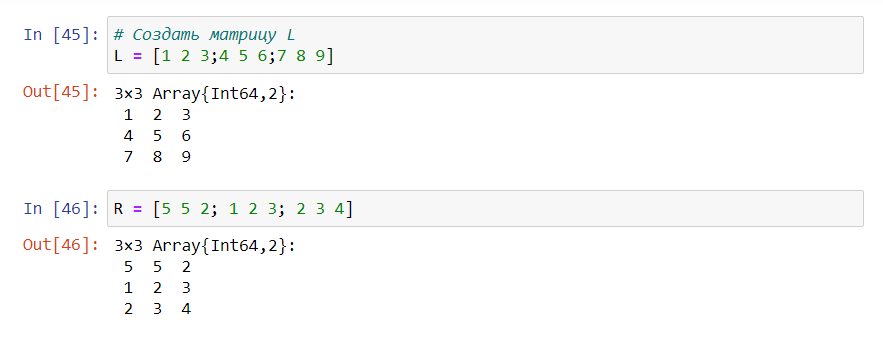 In [45]: # Создать матрицу L
L = [1 2 3;4 5 6;7 8 9]
Out[45]: 3×3 Array{Int64,2}:
1 2 3
4 5 6
7 8 9
In [46]: R = [5 5 2; 1 2 3; 2 3 4]
Out[46]: 3×3 Array{Int64,2}:
5 5 2
1 2 3
2 3 4